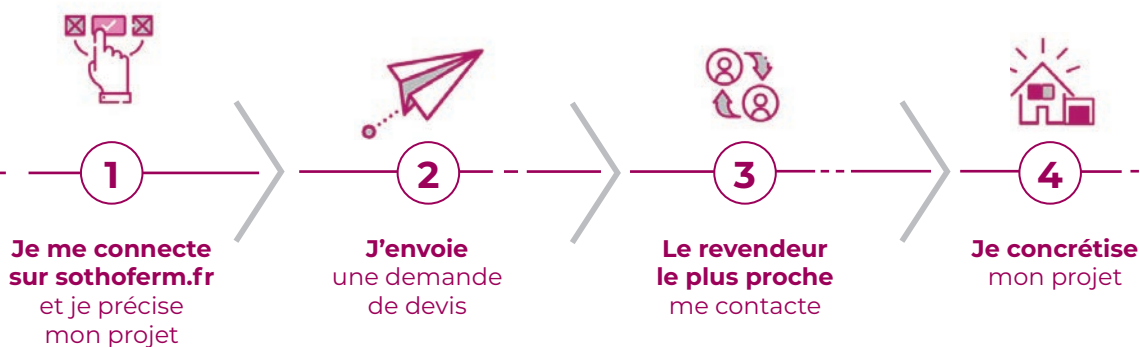 1
Je me connecte
sur sothoferm.fr
et je précise
mon projet
2
J’envoie
une demande
de devis
3
Le revendeur
le plus proche
me contacte
4
Je concrétise
mon projet